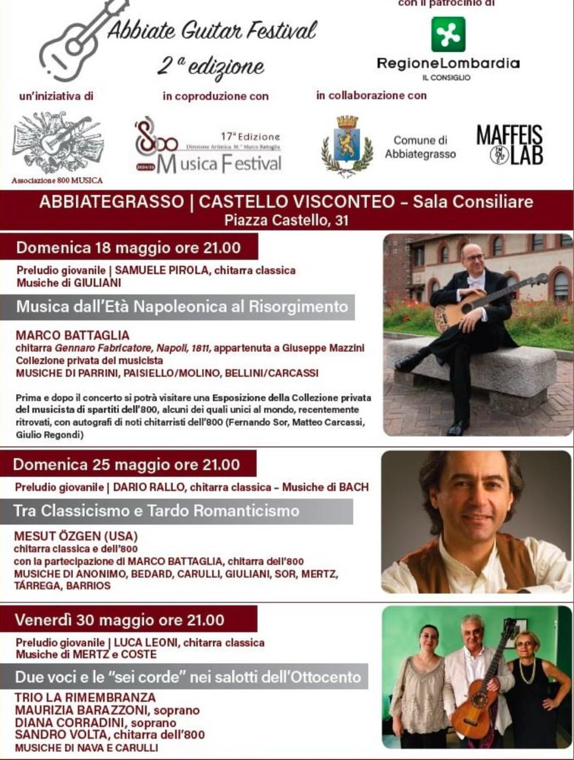 con il patrocinio di
Abbiate Guitar Festival
2ª edizione
RegioneLombardia
IL CONSIGLIO
un'iniziativa di
in coproduzione con
in collaborazione con
Associazione 800 MUSICA
'800
17ª Edizione
Direzione Artistica M.° Marco Battaglia
Musica Festival
Comune di
Abbiategrasso
MAFFEIS
LAB
ABBIATEGRASSO | CASTELLO VISCONTEO – Sala Consiliare
Piazza Castello, 31
Domenica 18 maggio ore 21.00
Preludio giovanile | SAMUELE PIROLA, chitarra classica
Musiche di GIULIANI
Musica dall'Età Napoleonica al Risorgimento
MARCO BATTAGLIA
chitarra Gennaro Fabricatore, Napoli, 1811, appartenuta a Giuseppe Mazzini
Collezione privata del musicista
MUSICHE DI PARRINI, PAISIELLO/MOLINO, BELLINI/CARCASSI
Prima e dopo il concerto si potrà visitare una Esposizione della Collezione privata
del musicista di spartiti dell'800, alcuni dei quali unici al mondo, recentemente
ritrovati, con autografi di noti chitarristi dell'800 (Fernando Sor, Matteo Carcassi,
Giulio Regondi)
Domenica 25 maggio ore 21.00
Preludio giovanile | DARIO RALLO, chitarra classica – Musiche di BACH
Tra Classicismo e Tardo Romanticismo
MESUT ÖZGEN (USA)
chitarra classica e dell'800
con la partecipazione di MARCO BATTAGLIA, chitarra dell'800
MUSICHE DI ANONIMO, BEDARD, CARULLI, GIULIANI, SOR, MERTZ,
TÁRREGA, BARRIOS
Venerdì 30 maggio ore 21.00
Preludio giovanile | LUCA LEONI, chitarra classica
Musiche di MERTZ e COSTE
Due voci e le "sei corde" nei salotti dell'Ottocento
TRIO LA RIMEMBRANZA
MAURIZIA BARAZZONI, soprano
DIANA CORRADINI, soprano
SANDRO VOLTA, chitarra dell'800
MUSICHE DI NAVA E CARULLI